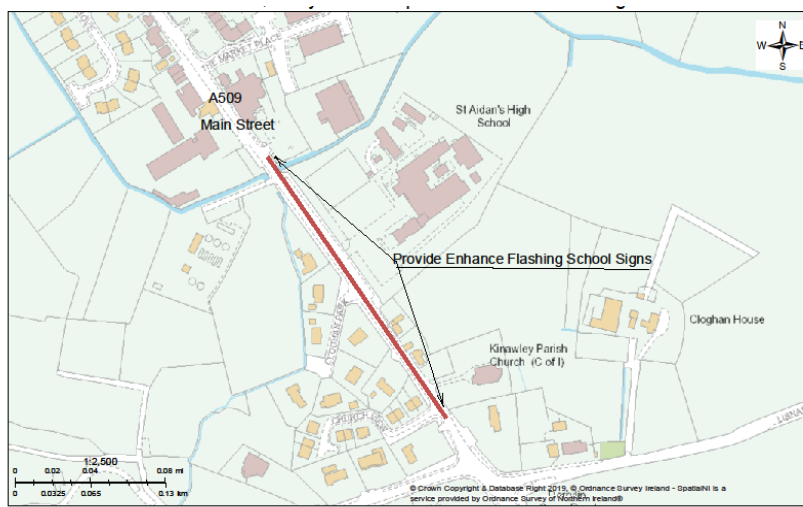 N
W E
S
MARKET PLACE
A509
Main Street
St Aidan's High
School
Provide Enhance Flashing School Signs
Cloghan House
CLOGHAN PARK
Kinawley Parish
Church (C of I)
1:2,500
0 0.02 0.04 0.08 mi
0 0.0325 0.065 0.13 km
© Crown Copyright & Database Right 2019, © Ordnance Survey Ireland - SpatialNI is a
service provided by Ordnance Survey of Northern Ireland®